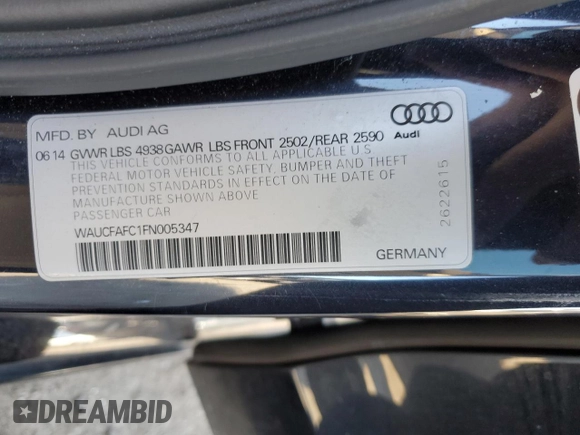 MFD. BY AUDI AG
Audi
06 14 GVWR LBS 4938 GAWR LBS FRONT 2502/REAR 2590
THIS VEHICLE CONFORMS TO ALL APPLICABLE U S
FEDERAL MOTOR VEHICLE SAFETY, BUMPER AND THEFT
PREVENTION STANDARDS IN EFFECT ON THE DATE OF
MANUFACTURE SHOWN ABOVE
PASSENGER CAR
WAUCFAFC1FN005347
GERMANY
2622615
DREAMBID